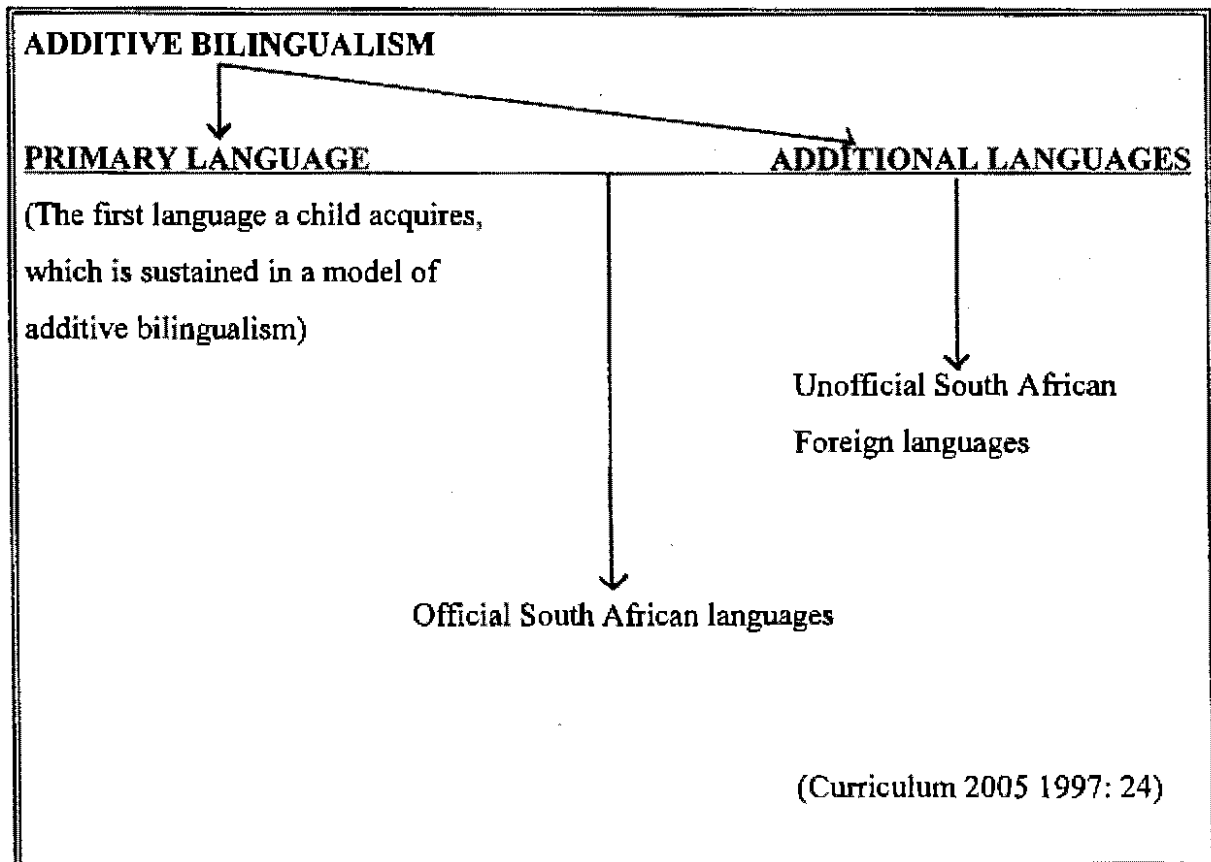 ADDITIVE BILINGUALISM
PRIMARY LANGUAGE ADDITIONAL LANGUAGES
(The first language a child acquires,
which is sustained in a model of
additive bilingualism)
Unofficial South African
Foreign languages
Official South African languages
(Curriculum 2005 1997: 24)